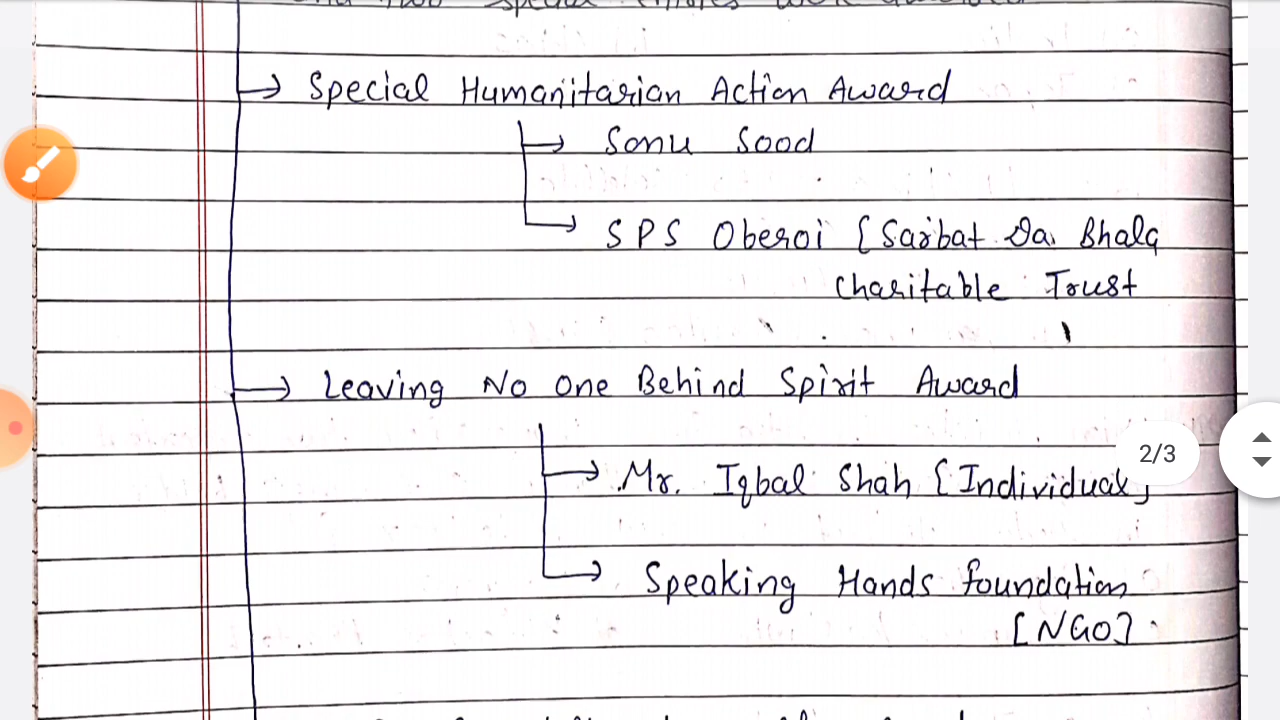 Special Humanitarian Action Award
Sonu Sood
SPS Oberoi [Sarbat Da Bhala
Charitable Trust
Leaving No One Behind Spirit Award
2/3
Mr. Iqbal Shah [Individual]
Speaking Hands foundation
[NGO]